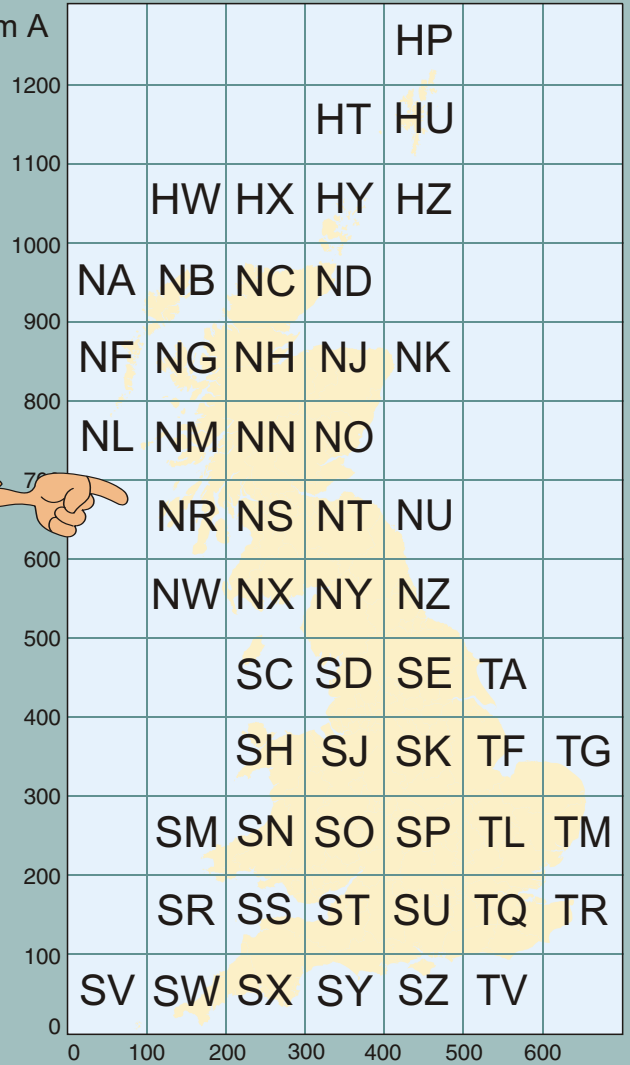 m A
HP
1200
HT HU
1100
HW HX HY HZ
1000
NA NB NC ND
900
NF NG NH NJ NK
800
NL NM NN NO
NR NS NT NU
600
NW NX NY NZ
500
SC SD SE TA
400
SH SJ SK TF TG
300
SM SN SO SP TL TM
200
SR SS ST SU TQ TR
100
SV SW SX SY SZ TV
0
0 100 200 300 400 500 600